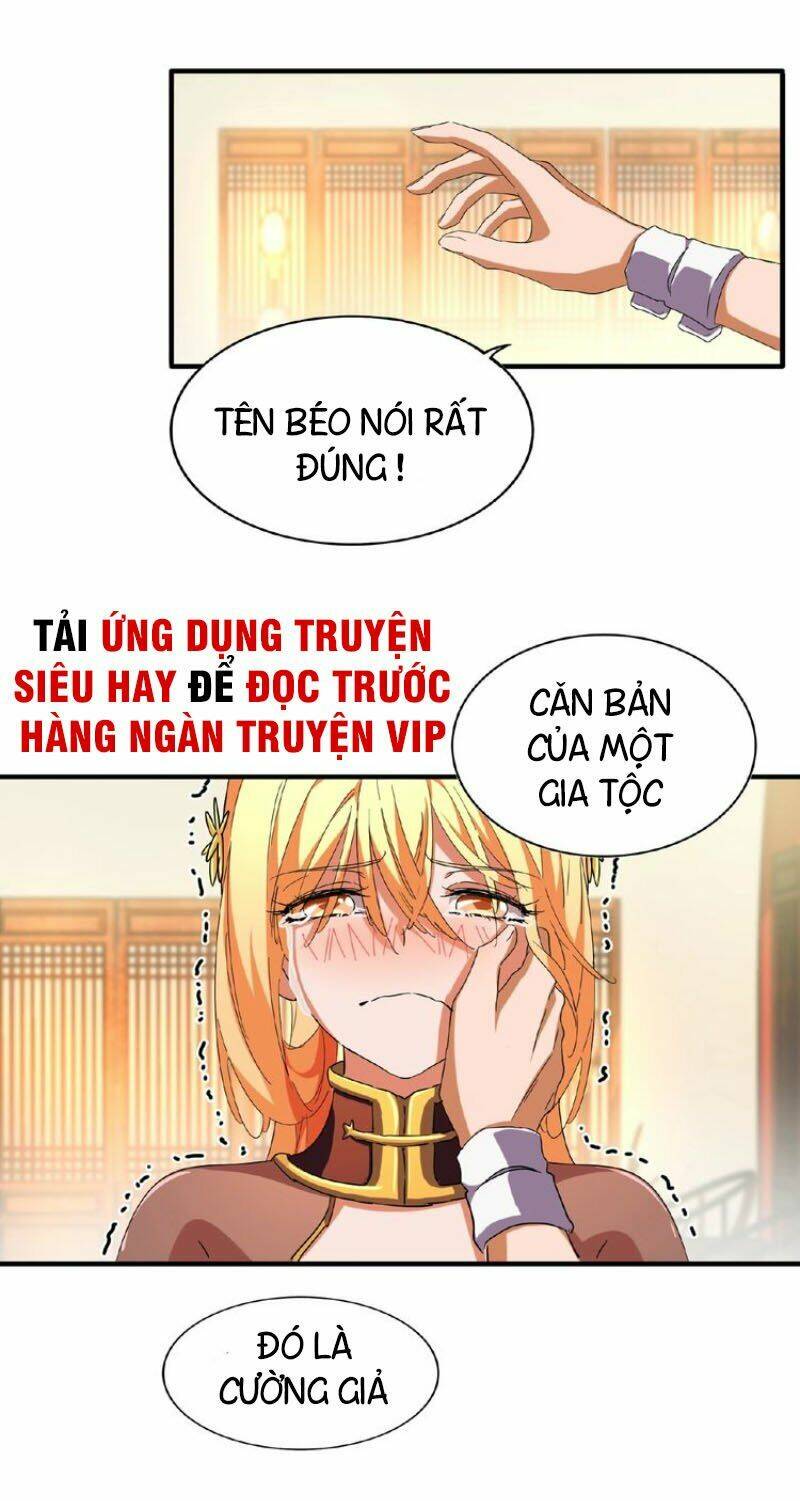 TÊN BÉO NÓI RẤT
ĐÚNG!
TẢI ỨNG DỤNG TRUYỆN
SIÊU HAY ĐỂ ĐỌC TRƯỚC
HÀNG NGÀN TRUYỆN VIP
CĂN BẢN
CỦA MỘT
GIA TỘC
ĐÓ LÀ
CƯỜNG GIẢ